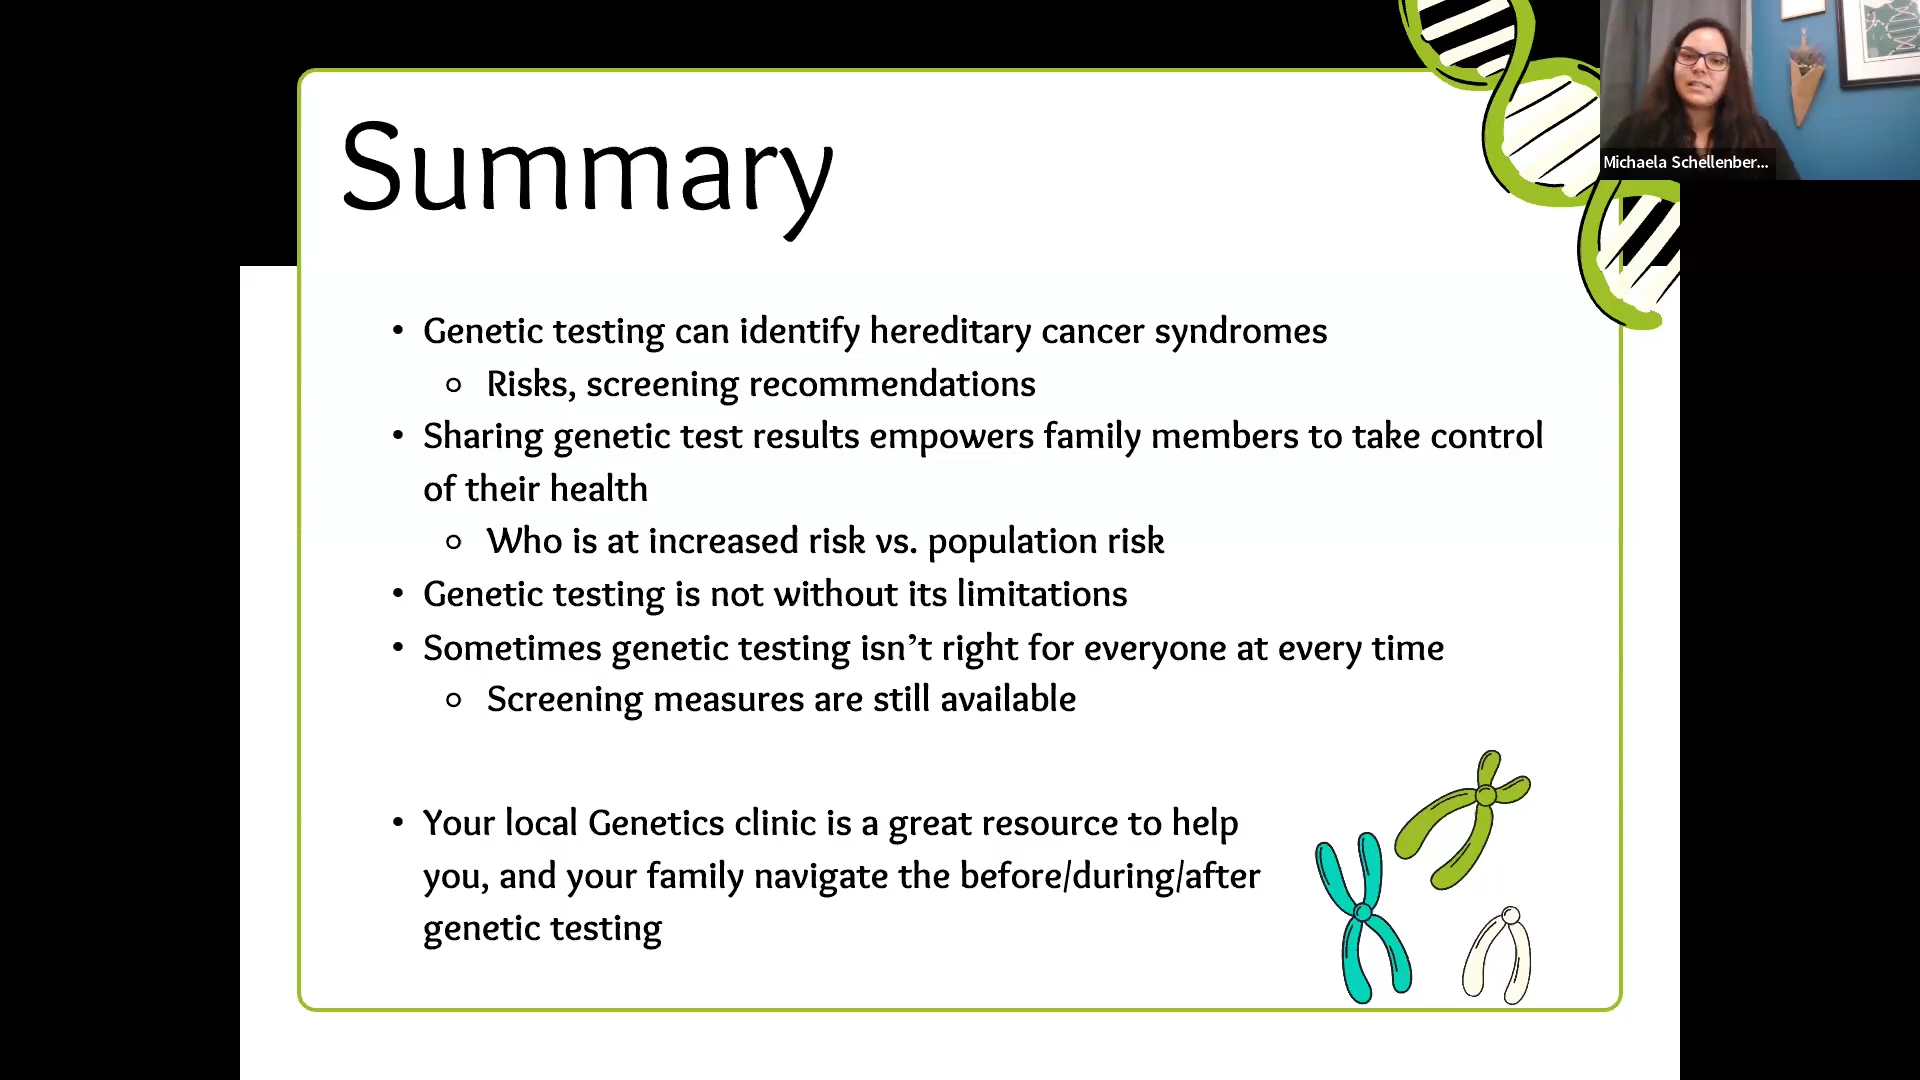 Summary
• Genetic testing can identify hereditary cancer syndromes
○ Risks, screening recommendations
• Sharing genetic test results empowers family members to take control
of their health
○ Who is at increased risk vs. population risk
• Genetic testing is not without its limitations
• Sometimes genetic testing isn’t right for everyone at every time
○ Screening measures are still available
• Your local Genetics clinic is a great resource to help
you, and your family navigate the before/during/after
genetic testing
Michaela Schellenber...